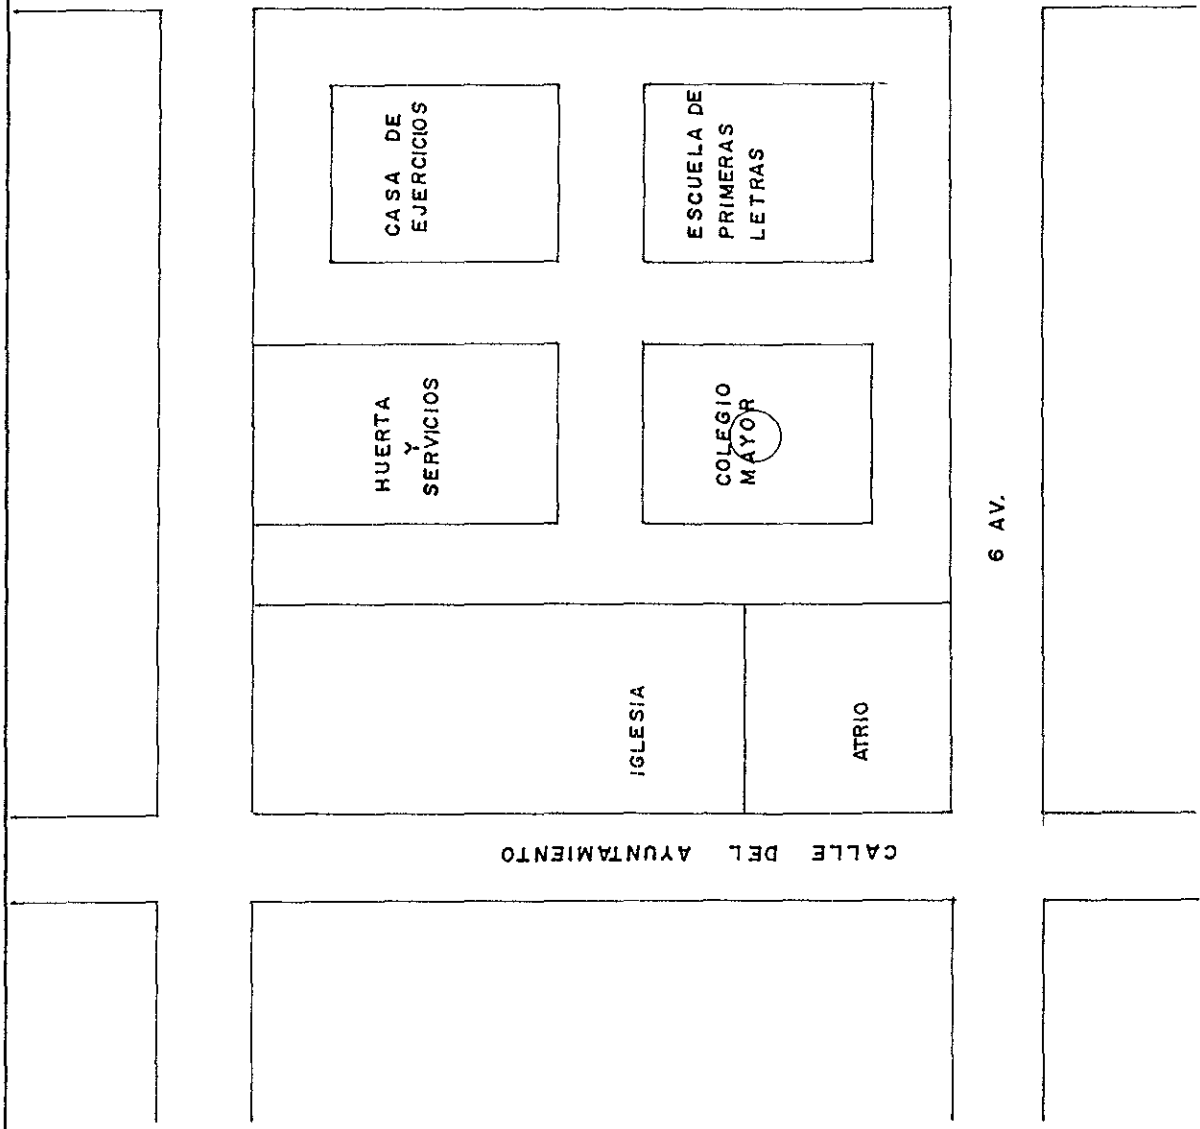 CASA DE
EJERCICIOS
ESCUELA DE
PRIMERAS
LETRAS
HUERTA
Y
SERVICIOS
COLEGIO
MAYOR
6 AV.
IGLESIA
ATRIO
CALLE DEL AYUNTAMIENTO